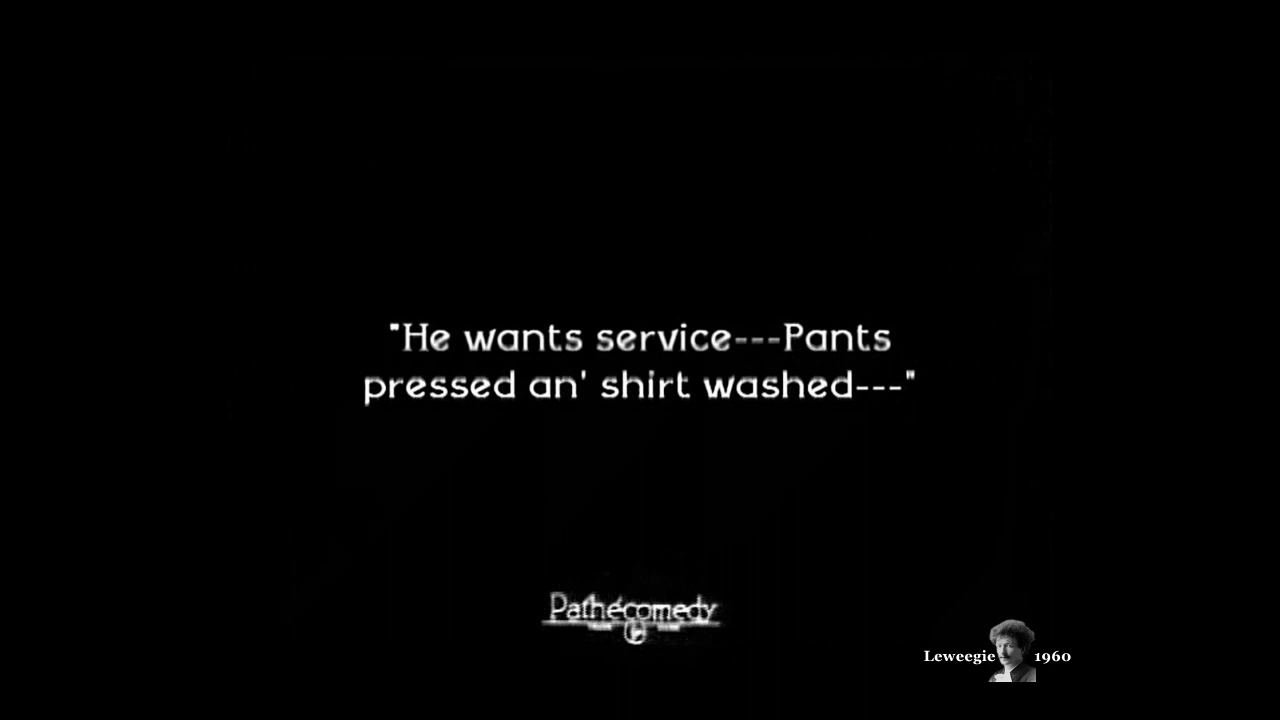 "He wants service---Pants
pressed an' shirt washed---"
Pathécomedy
Leweegie 1960